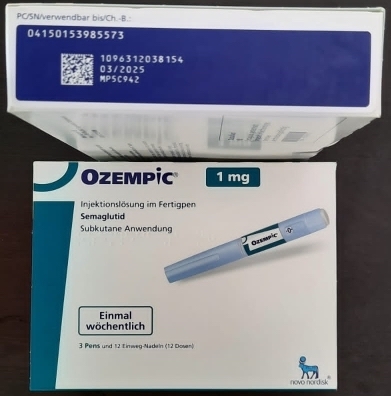 PC/SN/verwendbar bis/Ch.-B.:
04150153985573
1096312038154
03/2025
MP5C942
OZEMPIC® 1 mg
Injektionslösung im Fertigpen
Semaglutid
Subkutane Anwendung
OZEMPIC®
Einmal
wöchentlich
3 Pens und 12 Einweg-Nadeln (12 Dosen)
novo nordisk